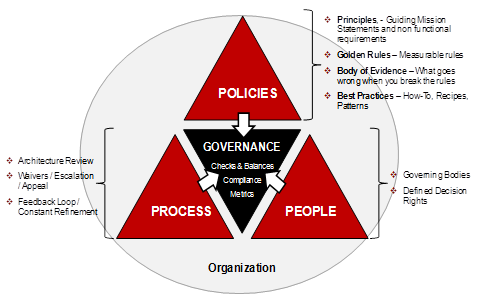 Principles, - Guiding Mission
Statements and non functional
requirements
Golden Rules – Measurable rules
Body of Evidence – What goes
wrong when you break the rules
Best Practices – How-To, Recipes,
Patterns
POLICIES
GOVERNANCE
Checks & Balances
Compliance
Metrics
Architecture Review
Waivers / Escalation
/ Appeal
Feedback Loop /
Constant Refinement
PROCESS
PEOPLE
Governing Bodies
Defined Decision
Rights
Organization